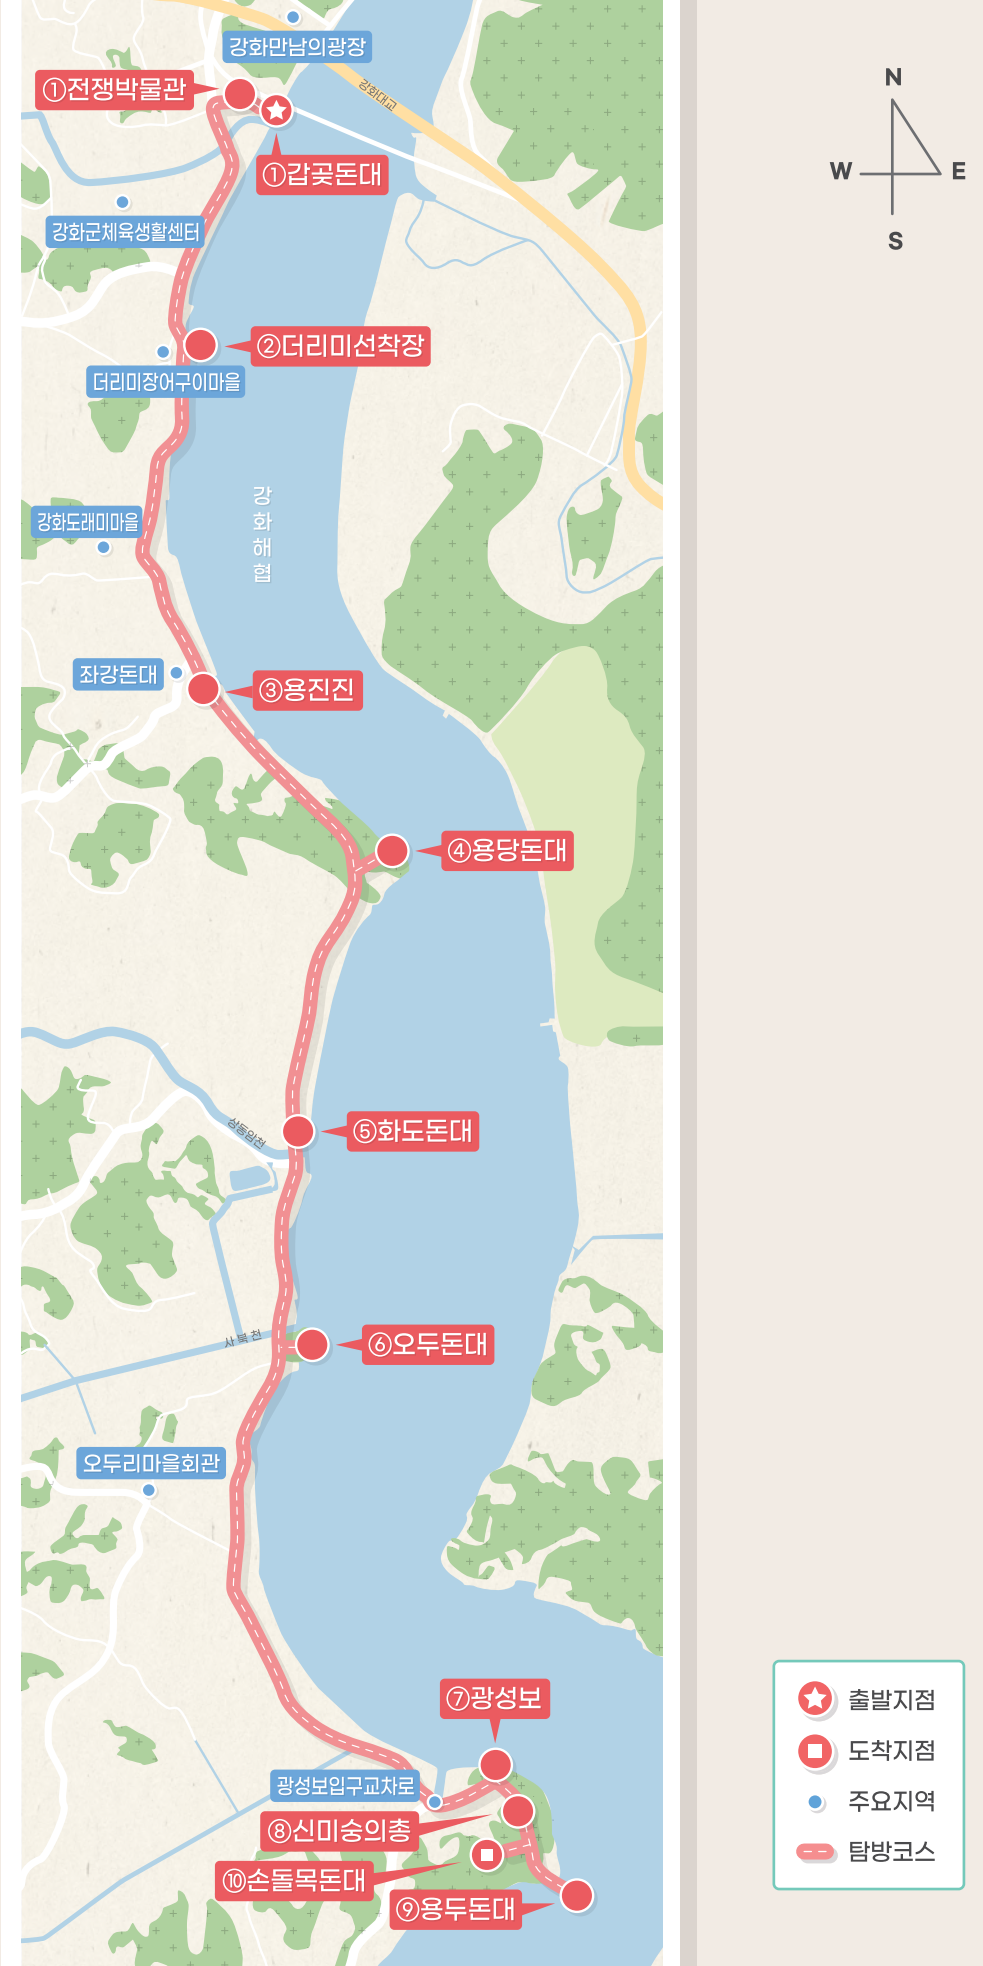 강화만남의광장
①전쟁박물관
강화대교
①갑곶돈대
강화군체육생활센터
②더리미선착장
더리미장어구이마을
강화해협
강화도래미마을
좌강돈대
③용진진
④용당돈대
상동암천
⑤화도돈대
사북천
⑥오두돈대
오두리마을회관
⑦광성보
광성보입구교차로
⑧신미숭의총
⑩손돌목돈대
⑨용두돈대
N
W
E
S
출발지점
도착지점
주요지역
탐방코스